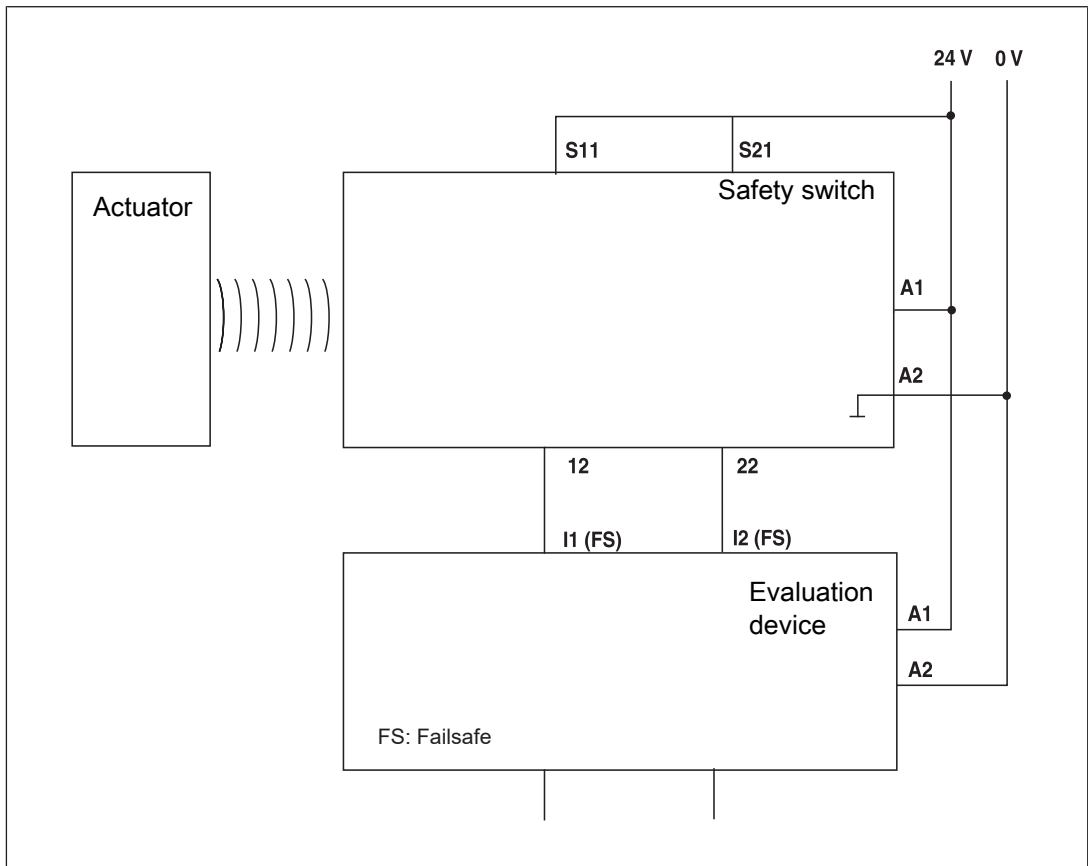 24 V 0 V
S11 S21
Safety switch
Actuator
A1
A2
12 22
I1 (FS) I2 (FS)
Evaluation
device
A1
A2
FS: Failsafe